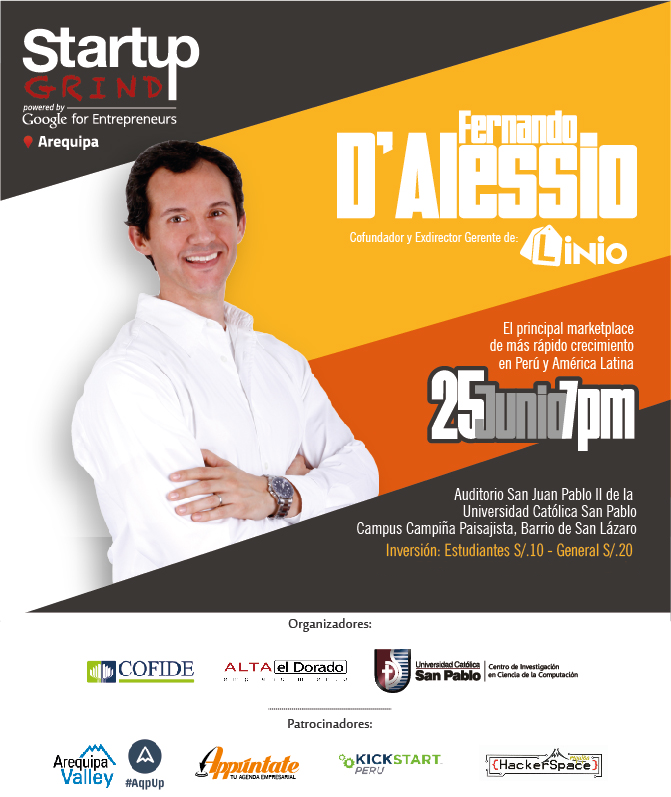 Startup
GRIND
powered by
Google for Entrepreneurs
Arequipa
Fernando
D'Alessio
Cofundador y Exdirector Gerente de:
Linio
El principal marketplace
de más rápido crecimiento
en Perú y América Latina
25 Junio 7pm
Auditorio San Juan Pablo II de la
Universidad Católica San Pablo
Campus Campiña Paisajista, Barrio de San Lázaro
Inversión: Estudiantes S/.10 - General S/.20
Organizadores:
COFIDE
ALTA el Dorado
Universidad Católica
San Pablo
Centro de Investigación
en Ciencia de la Computación
Patrocinadores:
Arequipa
Valley
#AqpUp
Appúntate
TU AGENDA EMPRESARIAL
KICKSTART
PERU
{HackerSpace}